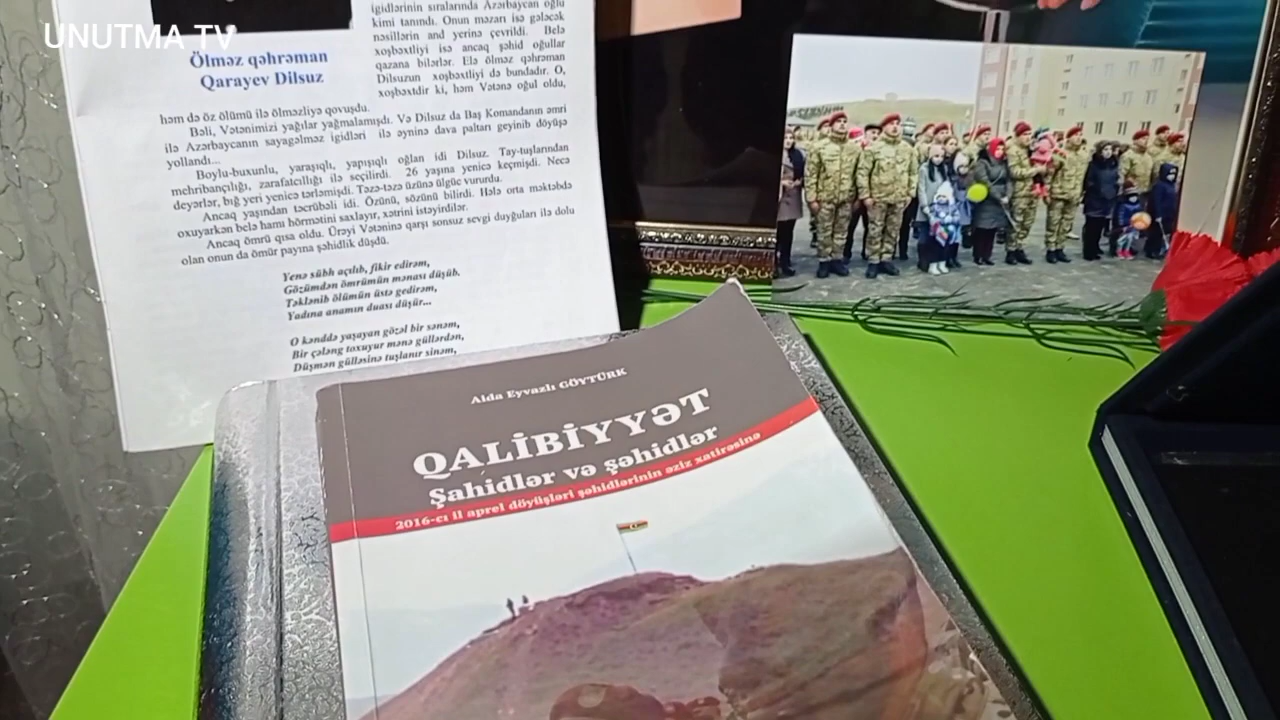 UNUTMA TV
Ölməz qəhrəman
Qarayev Dilsuz
igidlərinin sıralarında Azərbaycan oğlu
kimi tanındı. Onun məzarı isə gələcək
nəsillərin and yerinə çevrildi. Belə
xoşbəxtliyi isə ancaq şəhid oğullar
qazana bilərlər. Elə ölməz qəhrəman
Dilsuzun xoşbəxtliyi də bundadır. O,
xoşbəxtdir ki, həm Vətənə oğul oldu,
həm də öz ölümü ilə ölməzliyə qovuşdu.
Bəli, Vətənimizi yağılar yağmalamışdı. Və Dilsuz da Baş Komandanın əmri
ilə Azərbaycanın sayagəlməz igidləri ilə əyninə dava paltarı geyinib döyüşə
yollandı...
Boylu-buxunlu, yaraşıqlı, yapışıqlı oğlan idi Dilsuz. Tay-tuşlarından
mehribançılığı, zarafatcıllığı ilə seçilirdi. 26 yaşına yenicə keçmişdi. Necə
deyərlər, bığ yeri yenicə tərləmişdi. Təzə-təzə üzünə ülgüc vururdu.
Ancaq yaşından təcrübəli idi. Özünü, sözünü bilirdi. Hələ orta məktəbdə
oxuyarkən belə hamı hörmətini saxlayır, xətrini istəyirdilər.
Ancaq ömrü qısa oldu. Ürəyi Vətəninə qarşı sonsuz sevgi duyğuları ilə dolu
olan onun da ömür payına şəhidlik düşdü.
Yenə sübh açılıb, fikir edirəm,
Gözümdən ömrümün mənası düşüb.
Təklənib ölümün üstə gedirəm,
Yadına anamın duası düşür...
O kənddə yaşayan gözəl bir sənəm,
Bir çələng toxuyur mənə güllərdən,
Düşmən gülləsinə tuşlanır sinəm,
Alda Eyvazlı GÖYTÜRK
QALİBİYYƏT
Şahidlər və şəhidlər
2016-cı il aprel döyüşləri şəhidlərinin əziz xatirəsinə